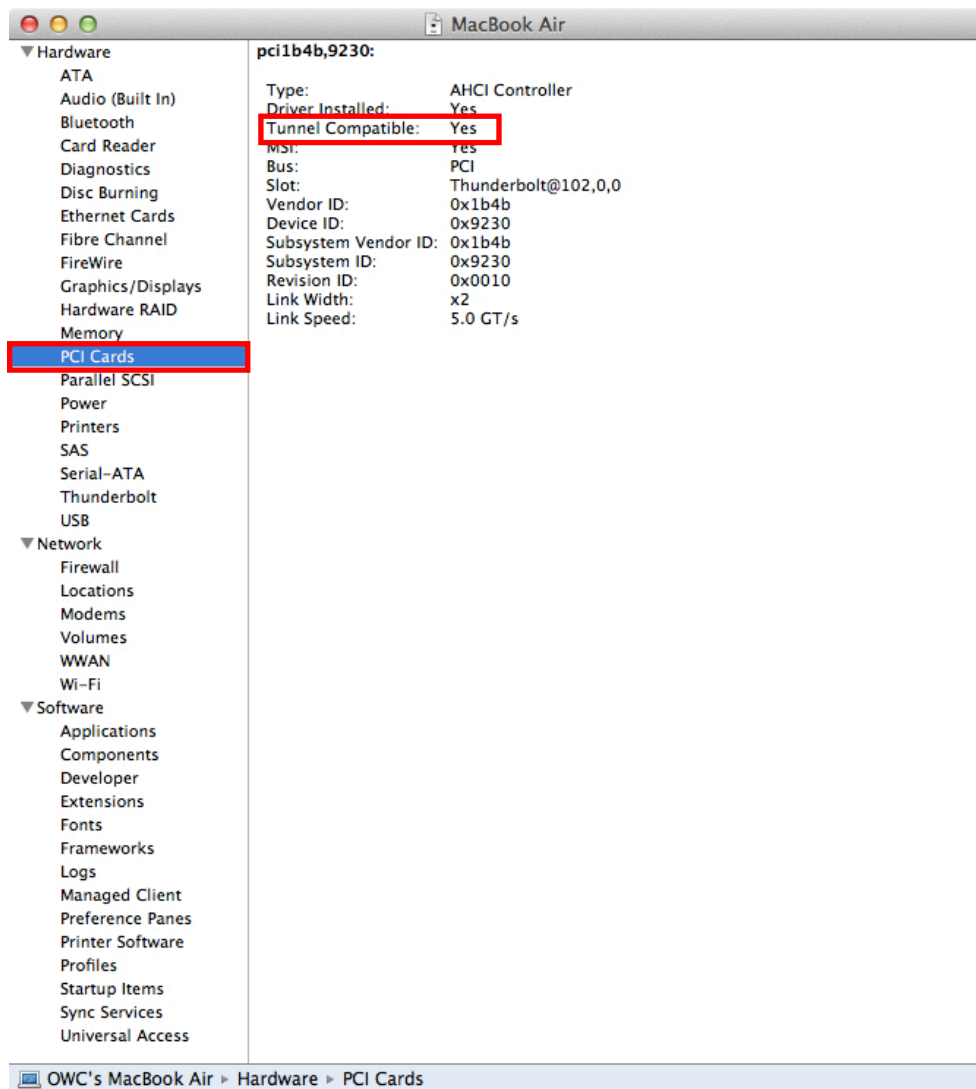 MacBook Air
Hardware
ATA
Audio (Built In)
Bluetooth
Card Reader
Diagnostics
Disc Burning
Ethernet Cards
Fibre Channel
FireWire
Graphics/Displays
Hardware RAID
Memory
PCI Cards
Parallel SCSI
Power
Printers
SAS
Serial-ATA
Thunderbolt
USB
Network
Firewall
Locations
Modems
Volumes
WWAN
Wi-Fi
Software
Applications
Components
Developer
Extensions
Fonts
Frameworks
Logs
Managed Client
Preference Panes
Printer Software
Profiles
Startup Items
Sync Services
Universal Access
pci1b4b,9230:
Type: AHCI Controller
Driver Installed: Yes
Tunnel Compatible: Yes
MSI: Yes
Bus: PCI
Slot: Thunderbolt@102,0,0
Vendor ID: 0x1b4b
Device ID: 0x9230
Subsystem Vendor ID: 0x1b4b
Subsystem ID: 0x9230
Revision ID: 0x0010
Link Width: x2
Link Speed: 5.0 GT/s
OWC's MacBook Air ▸ Hardware ▸ PCI Cards